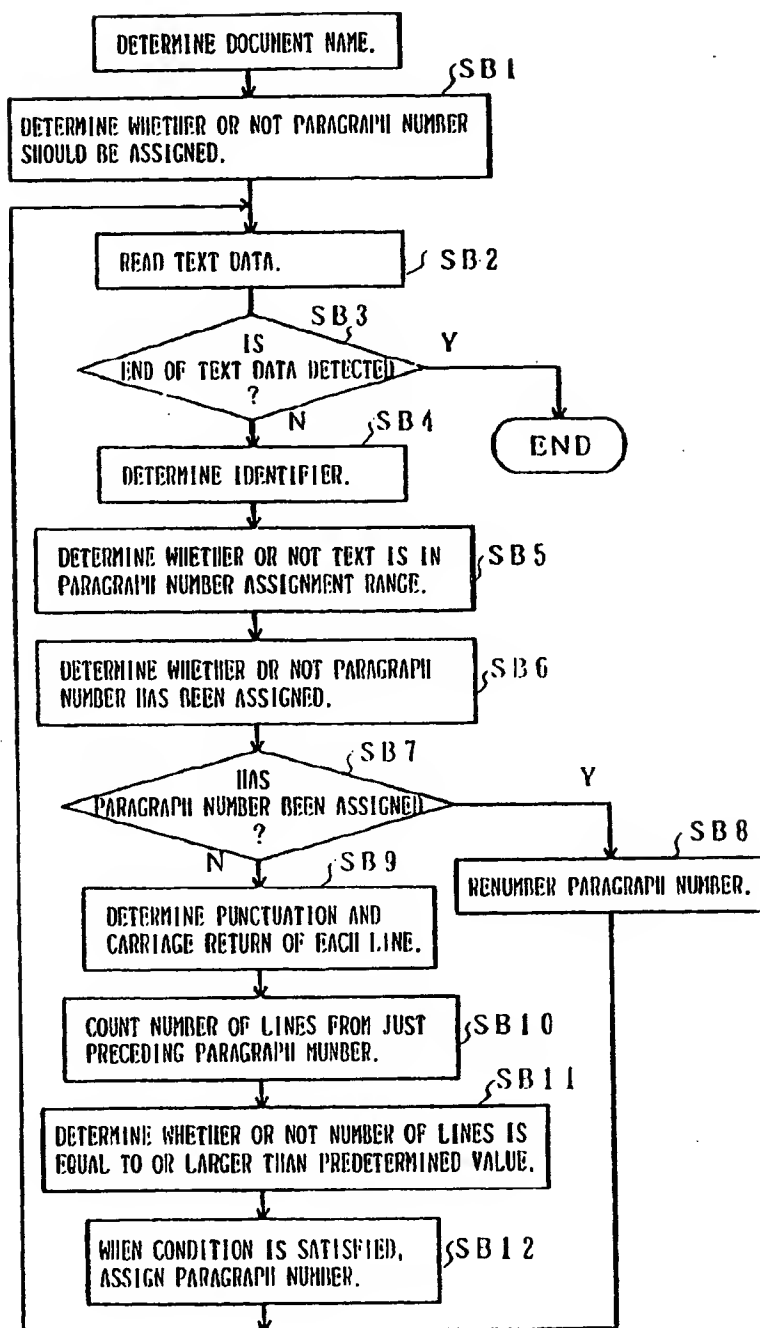 DETERMINE DOCUMENT NAME.
SB1
DETERMINE WHETHER OR NOT PARAGRAPH NUMBER
SHOULD BE ASSIGNED.
READ TEXT DATA.
SB2
SB3
IS
END OF TEXT DATA DETECTED
?
Y
N
END
SB4
DETERMINE IDENTIFIER.
DETERMINE WHETHER OR NOT TEXT IS IN
PARAGRAPH NUMBER ASSIGNMENT RANGE.
SB5
DETERMINE WHETHER OR NOT PARAGRAPH
NUMBER HAS BEEN ASSIGNED.
SB6
SB7
HAS
PARAGRAPH NUMBER BEEN ASSIGNED
?
Y
N
SB8
RENUMBER PARAGRAPH NUMBER.
SB9
DETERMINE PUNCTUATION AND
CARRIAGE RETURN OF EACH LINE.
COUNT NUMBER OF LINES FROM JUST
PRECEDING PARAGRAPH MUNBER.
SB10
SB11
DETERMINE WHETHER OR NOT NUMBER OF LINES IS
EQUAL TO OR LARGER THAN PREDETERMINED VALUE.
WHEN CONDITION IS SATISFIED,
ASSIGN PARAGRAPH NUMBER.
SB12